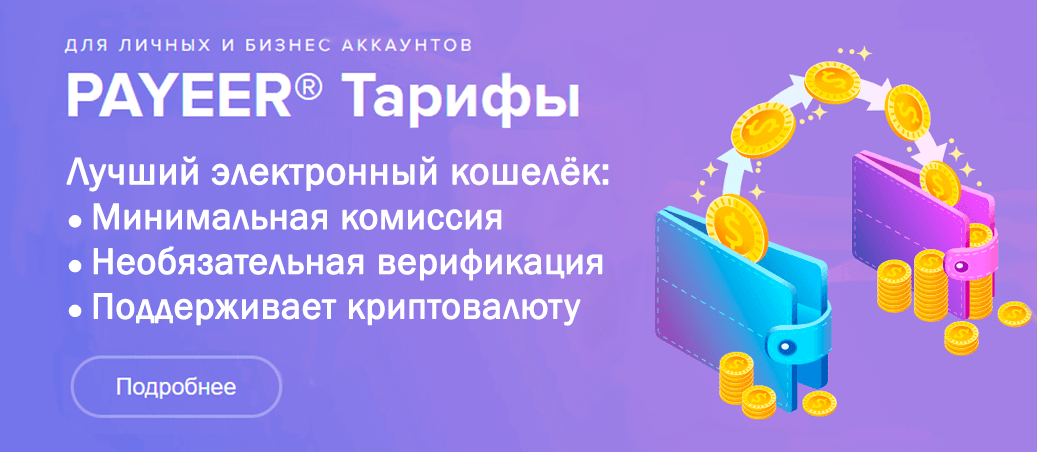 ДЛЯ ЛИЧНЫХ И БИЗНЕС АККАУНТОВ
PAYEER® Тарифы
Лучший электронный кошелёк:
• Минимальная комиссия
• Необязательная верификация
• Поддерживает криптовалюту
Подробнее